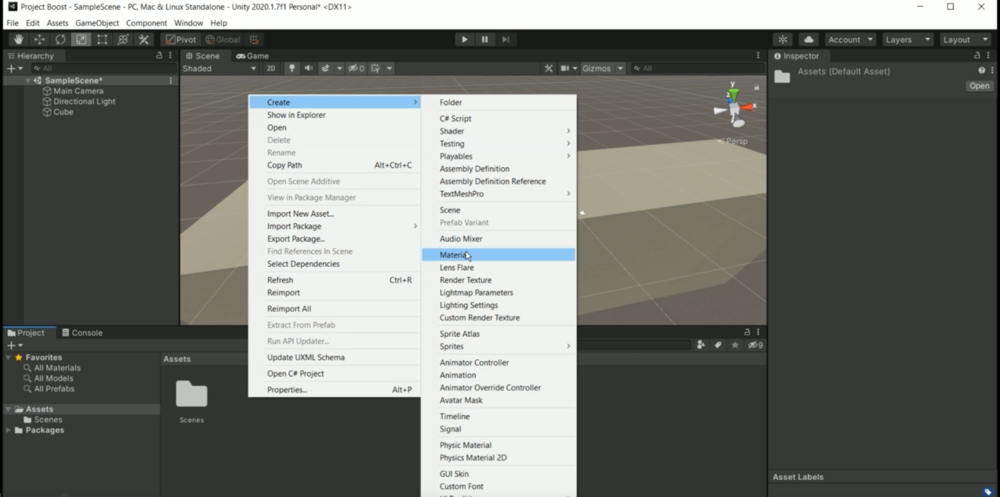 Project Boost - SampleScene - PC, Mac & Linux Standalone - Unity 2020.1.7f1 Personal* <DX11>
File Edit Assets GameObject Component Window Help
Pivot Global Account Layers Layout
Hierarchy
All
SampleScene*
Main Camera
Directional Light
Cube
Scene Game
Shaded 2D 0 Gizmos All
y
z
x
Persp
Inspector
Assets (Default Asset)
Open
Create
Show in Explorer
Open
Delete
Rename
Copy Path Alt+Ctrl+C
Open Scene Additive
View in Package Manager
Import New Asset...
Import Package
Export Package...
Find References In Scene
Select Dependencies
Refresh Ctrl+R
Reimport
Reimport All
Extract From Prefab
Run API Updater...
Update UXML Schema
Open C# Project
Properties... Alt+P
Folder
C# Script
Shader
Testing
Playables
Assembly Definition
Assembly Definition Reference
TextMeshPro
Scene
Prefab Variant
Audio Mixer
Material
Lens Flare
Render Texture
Lightmap Parameters
Lighting Settings
Custom Render Texture
Sprite Atlas
Sprites
Animator Controller
Animation
Animator Override Controller
Avatar Mask
Timeline
Signal
Physic Material
Physics Material 2D
GUI Skin
Custom Font
Project Console
9
Favorites
All Materials
All Models
All Prefabs
Assets
Scenes
Packages
Assets
Scenes
Asset Labels